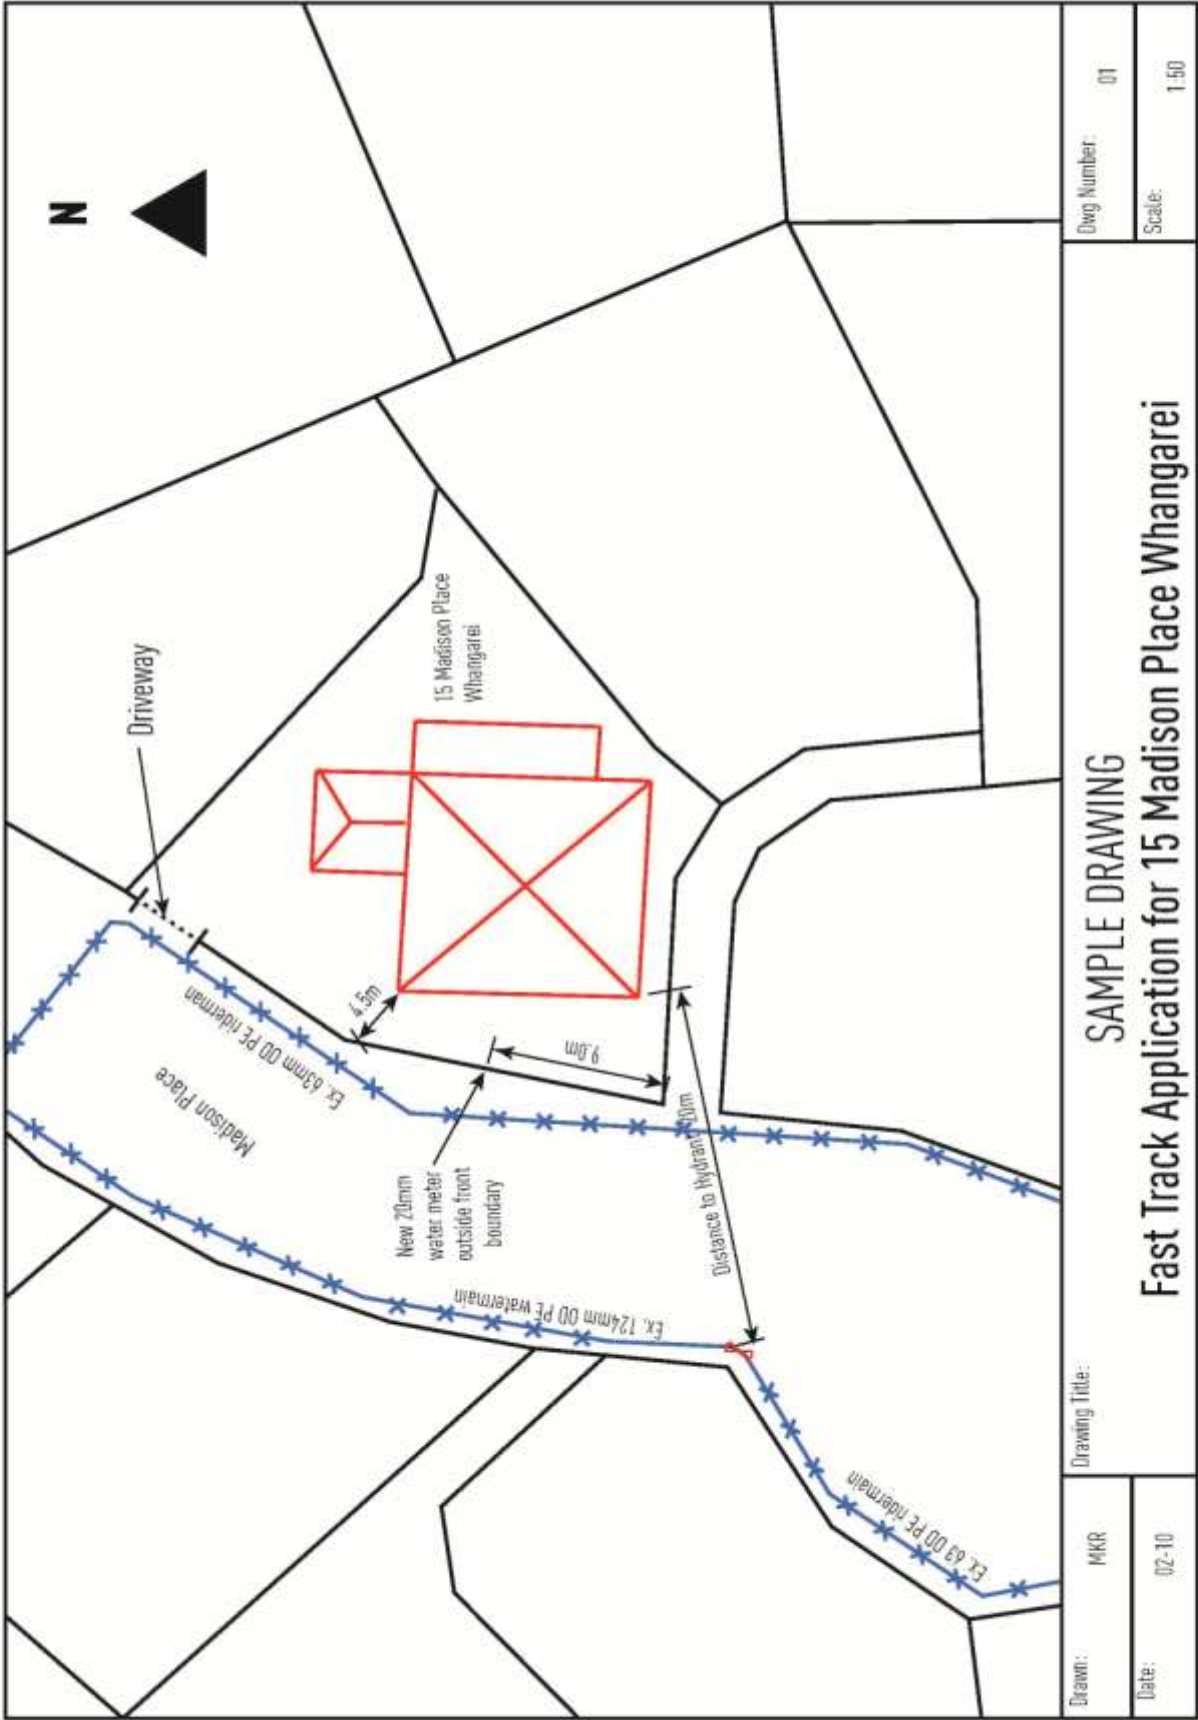 N
Driveway
15 Madison Place
Whangarei
4.5m
9.0m
Ex. 63mm OD PE riderman
Madison Place
New 20mm
water meter
outside front
boundary
Distance to Hydrant 20m
Ex. 124mm OD PE watermain
Ex. 63 OD PE ridermain
Drawn:
MKR
Date:
02-10
Drawing Title:
SAMPLE DRAWING
Fast Track Application for 15 Madison Place Whangarei
Dwg Number:
01
Scale:
1:50